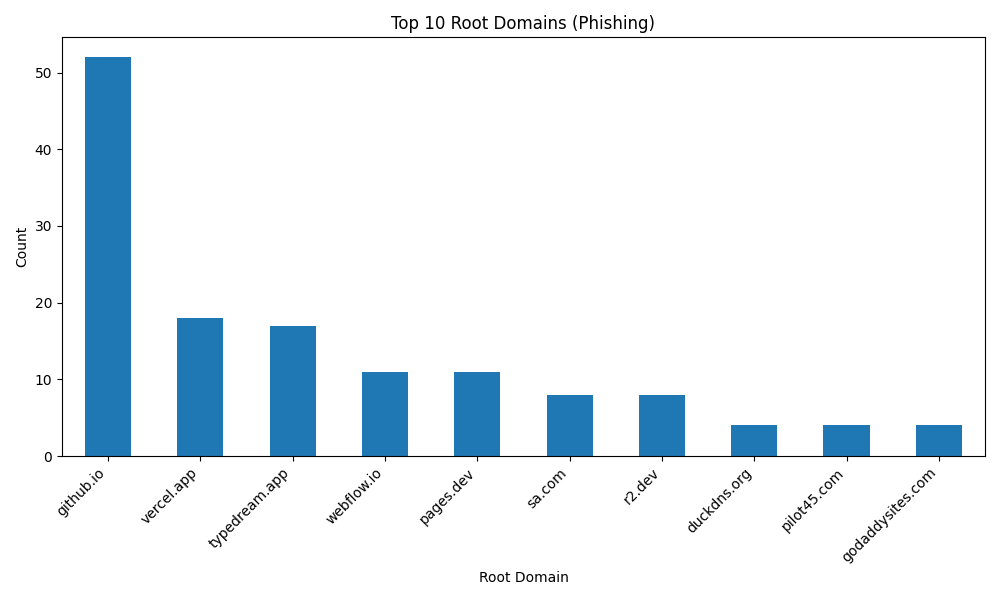 Top 10 Root Domains (Phishing)
Count
50
40
30
20
10
0
github.io
vercel.app
typedream.app
webflow.io
pages.dev
sa.com
r2.dev
duckdns.org
pilot45.com
godaddysites.com
Root Domain